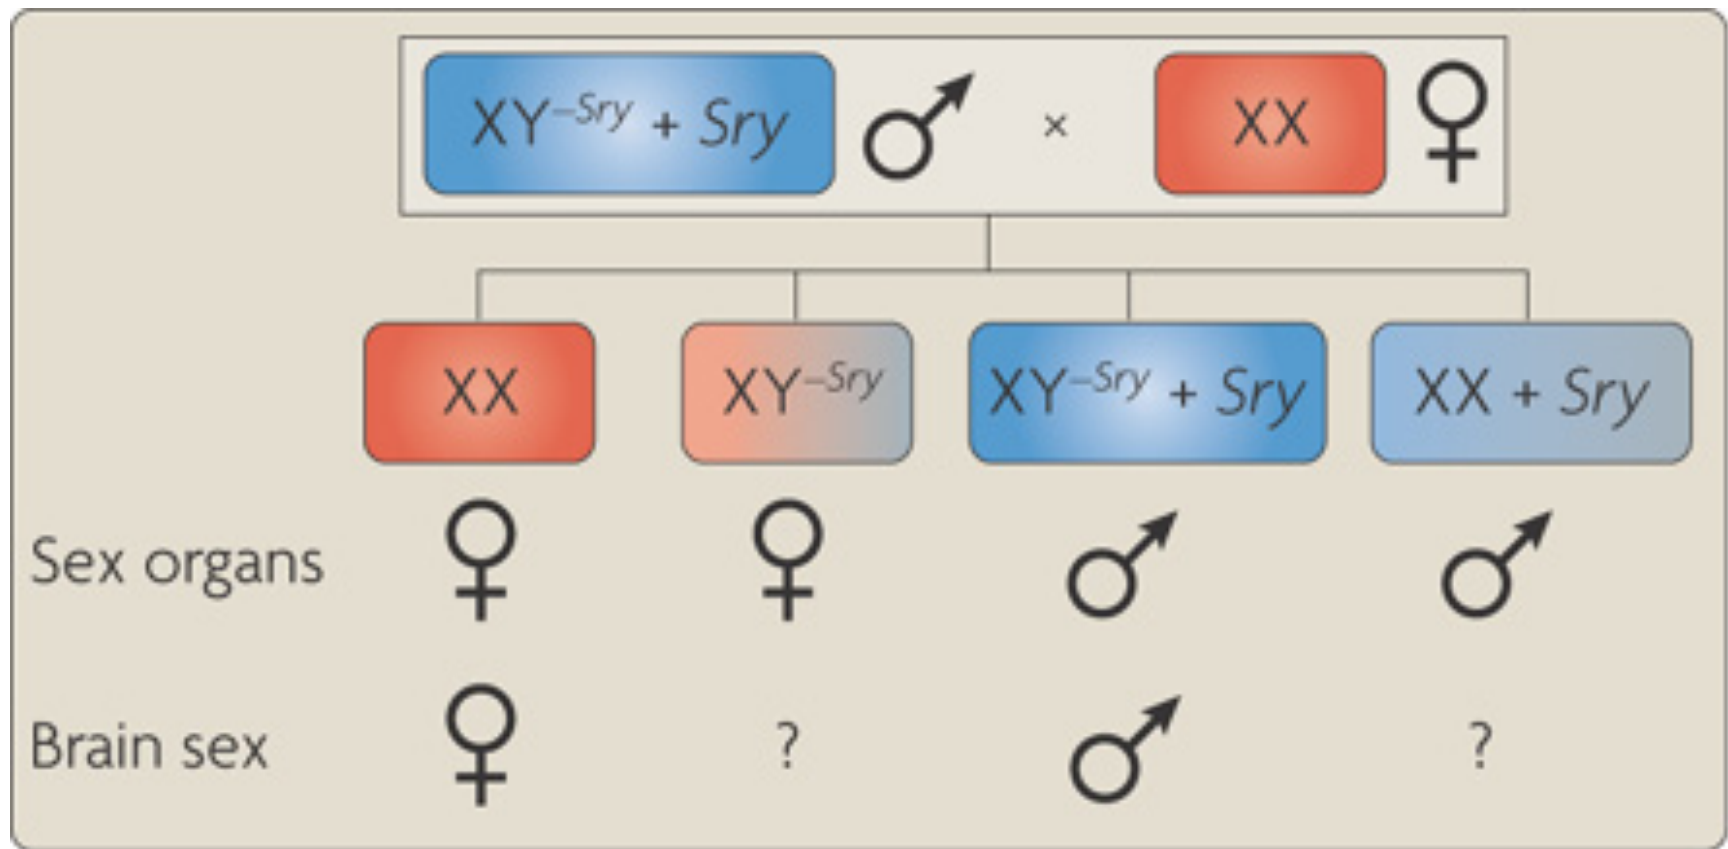 XY⁻ˢʳʸ + Sry × XX
XX XY⁻ˢʳʸ XY⁻ˢʳʸ + Sry XX + Sry
Sex organs
Brain sex ? ?